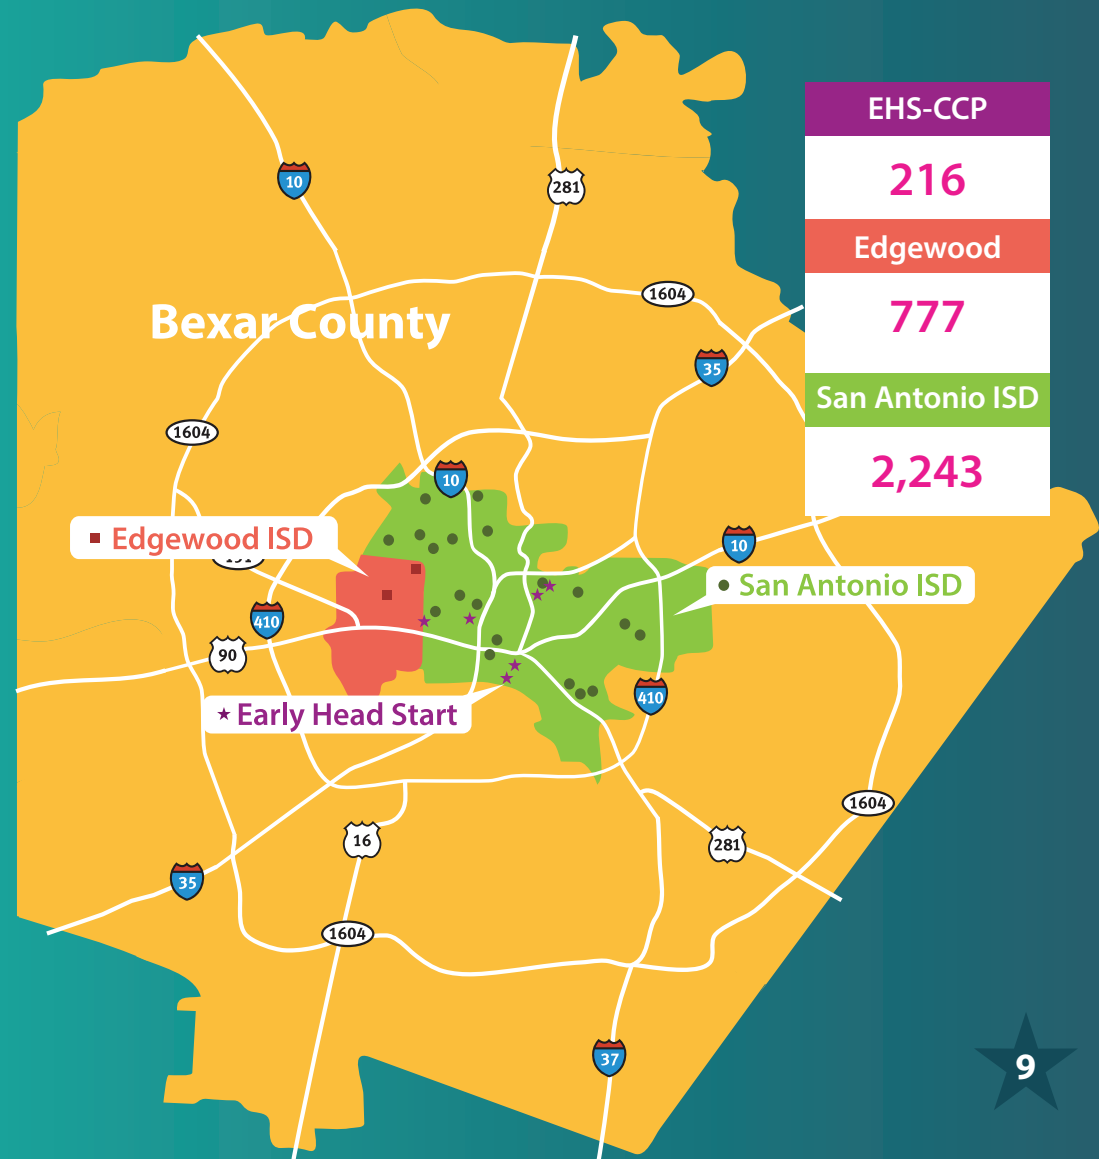 EHS-CCP
216
Edgewood
777
San Antonio ISD
2,243
10
281
1604
Bexar County
35
1604
10
Edgewood ISD
10
San Antonio ISD
410
90
410
Early Head Start
1604
16
281
35
1604
37
9